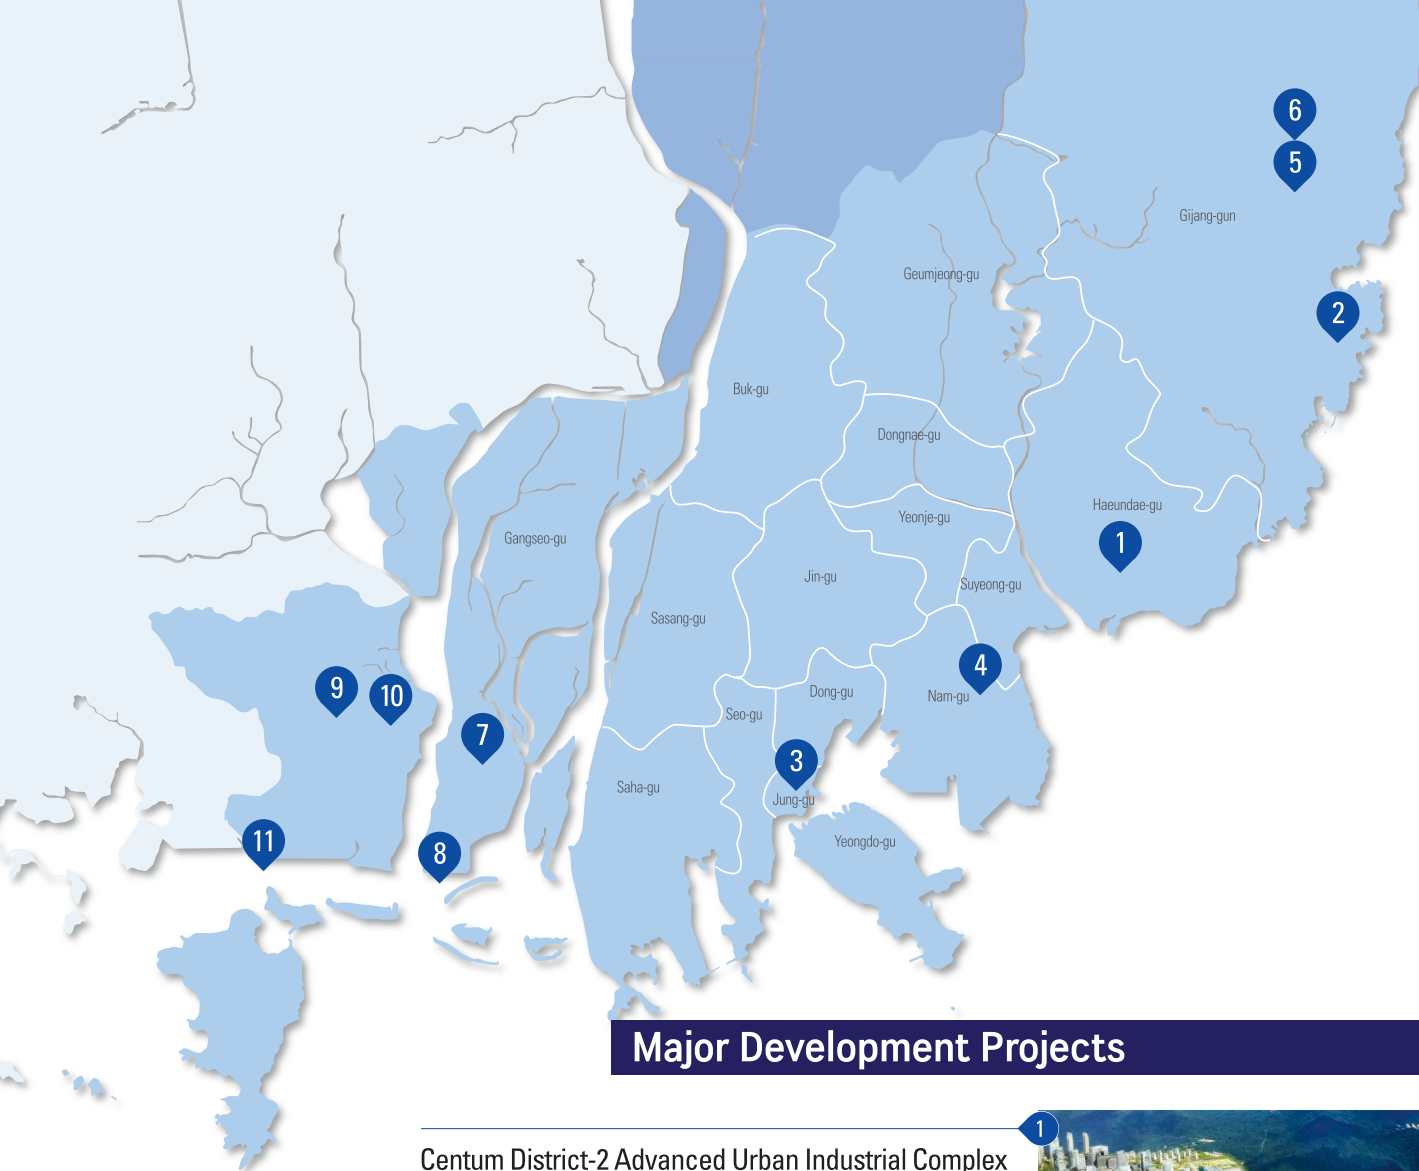 6
5
Gijang-gun
Geumjeong-gu
2
Buk-gu
Dongnae-gu
Haeundae-gu
Yeonje-gu
1
Gangseo-gu
Jin-gu
Suyeong-gu
Sasang-gu
4
9
10
Dong-gu
Nam-gu
Seo-gu
7
3
Saha-gu
Jung-gu
11
8
Yeongdo-gu
Major Development Projects
1
Centum District-2 Advanced Urban Industrial Complex